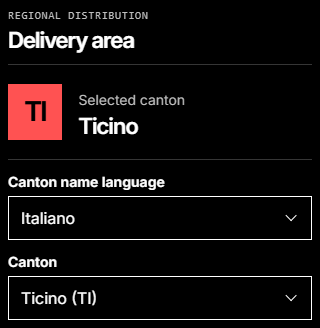 REGIONAL DISTRIBUTION
Delivery area
TI
Selected canton
Ticino
Canton name language
Italiano
Canton
Ticino (TI)